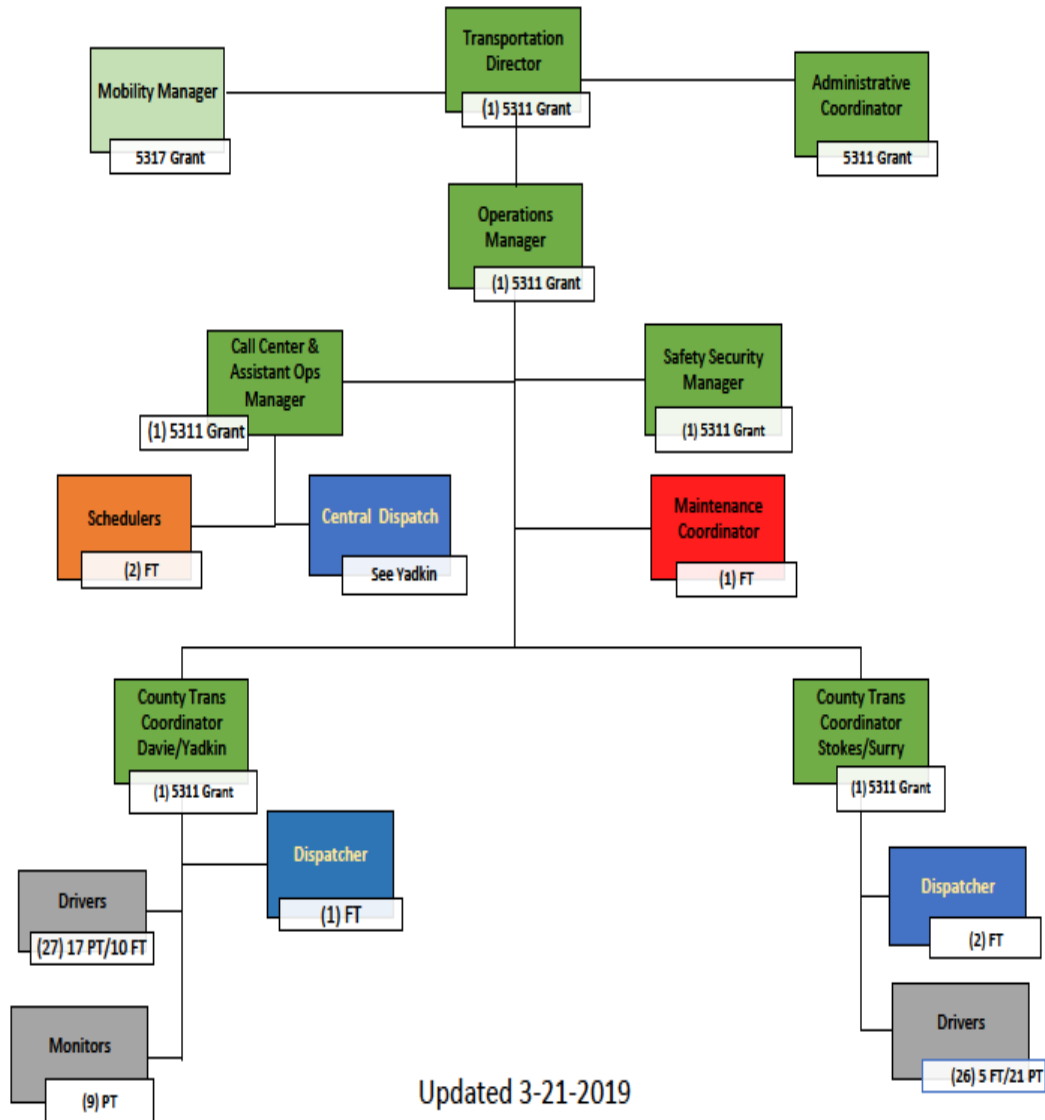 Transportation
Director
(1) 5311 Grant
Mobility Manager
5317 Grant
Administrative
Coordinator
5311 Grant
Operations
Manager
(1) 5311 Grant
Call Center &
Assistant Ops
Manager
(1) 5311 Grant
Safety Security
Manager
(1) 5311 Grant
Schedulers
(2) FT
Central Dispatch
See Yadkin
Maintenance
Coordinator
(1) FT
County Trans
Coordinator
Davie/Yadkin
(1) 5311 Grant
County Trans
Coordinator
Stokes/Surry
(1) 5311 Grant
Dispatcher
(1) FT
Drivers
(27) 17 PT/10 FT
Monitors
(9) PT
Dispatcher
(2) FT
Drivers
(26) 5 FT/21 PT
Updated 3-21-2019